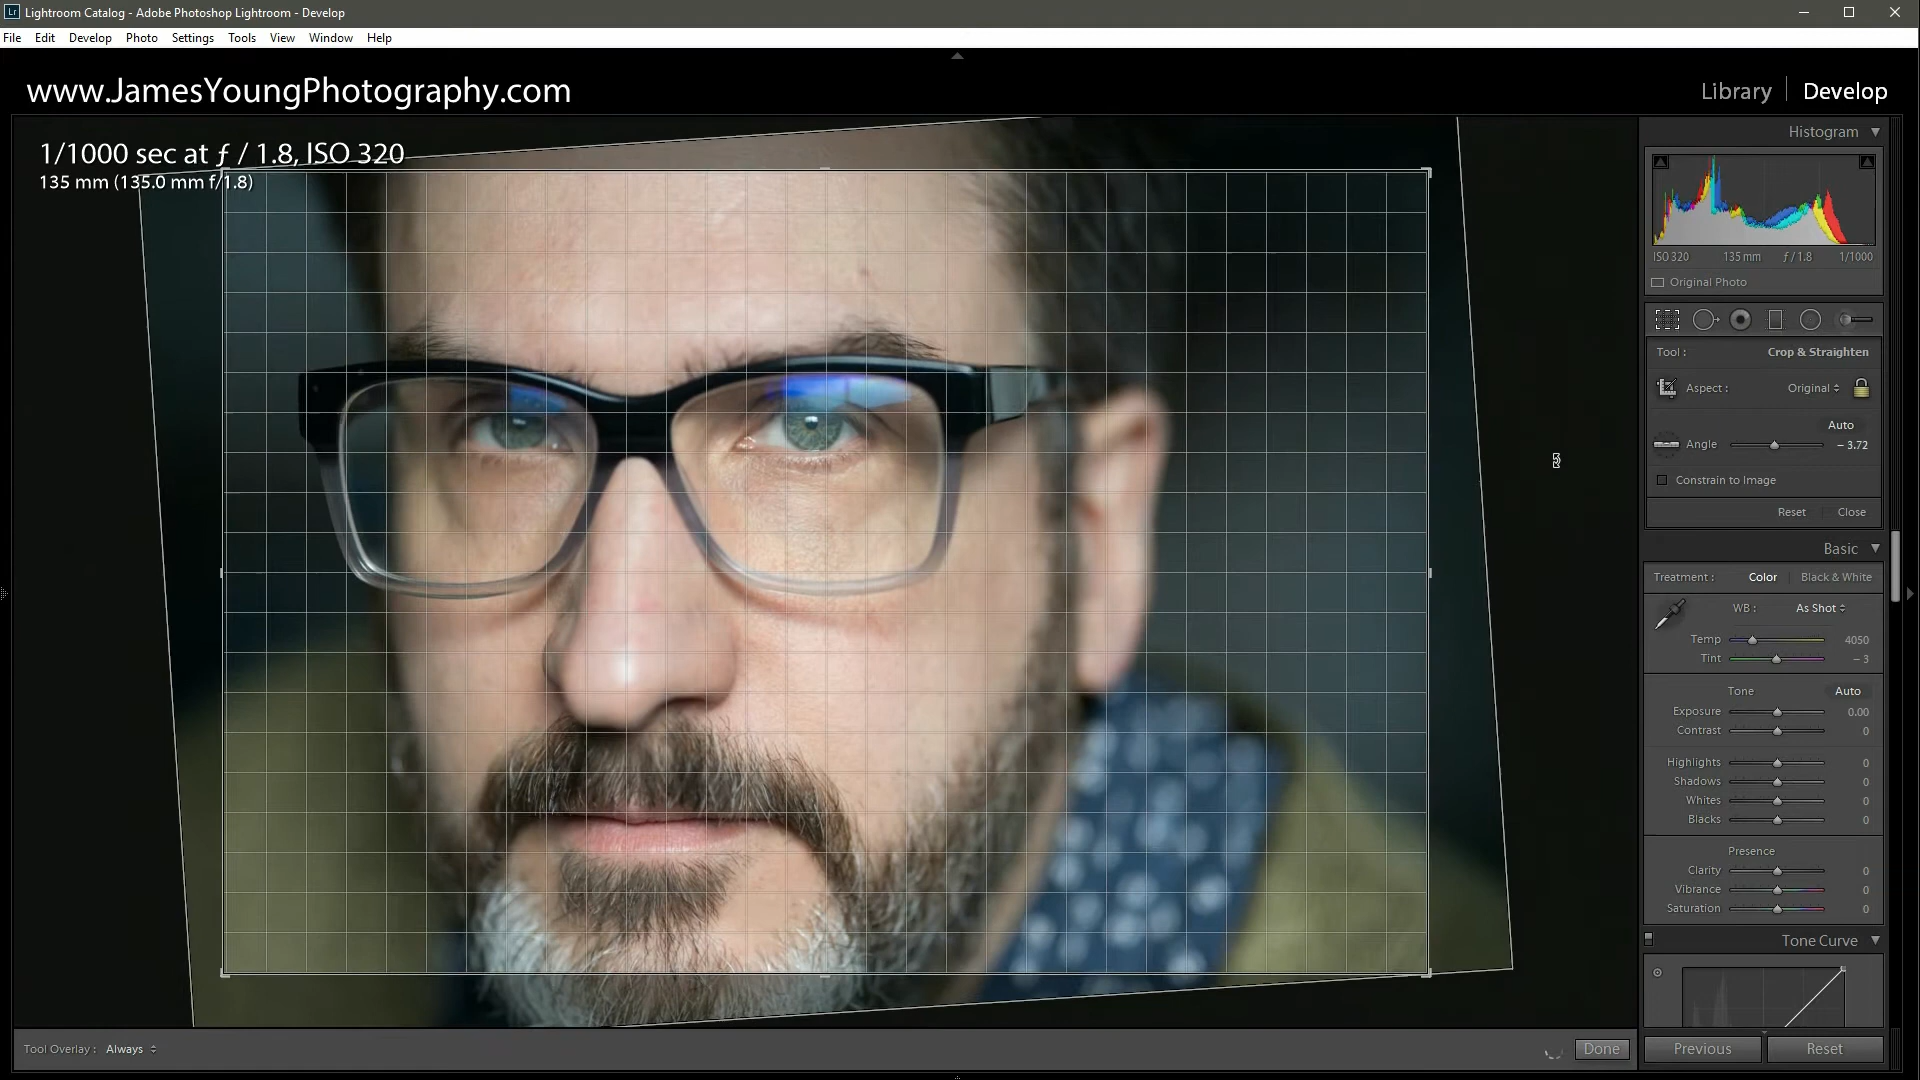 Lr Lightroom Catalog - Adobe Photoshop Lightroom - Develop
File Edit Develop Photo Settings Tools View Window Help
www.JamesYoungPhotography.com
Library Develop
1/1000 sec at ƒ / 1.8, ISO 320
135 mm (135.0 mm f/1.8)
Histogram
ISO 320 135 mm ƒ / 1.8 1/1000
Original Photo
Tool : Crop & Straighten
Aspect : Original
Auto
Angle – 3.72
Constrain to Image
Reset Close
Basic
Treatment : Color Black & White
WB : As Shot
Temp 4050
Tint – 3
Tone Auto
Exposure 0.00
Contrast 0
Highlights 0
Shadows 0
Whites 0
Blacks 0
Presence
Clarity 0
Vibrance 0
Saturation 0
Tone Curve
Tool Overlay : Always Done
Previous Reset